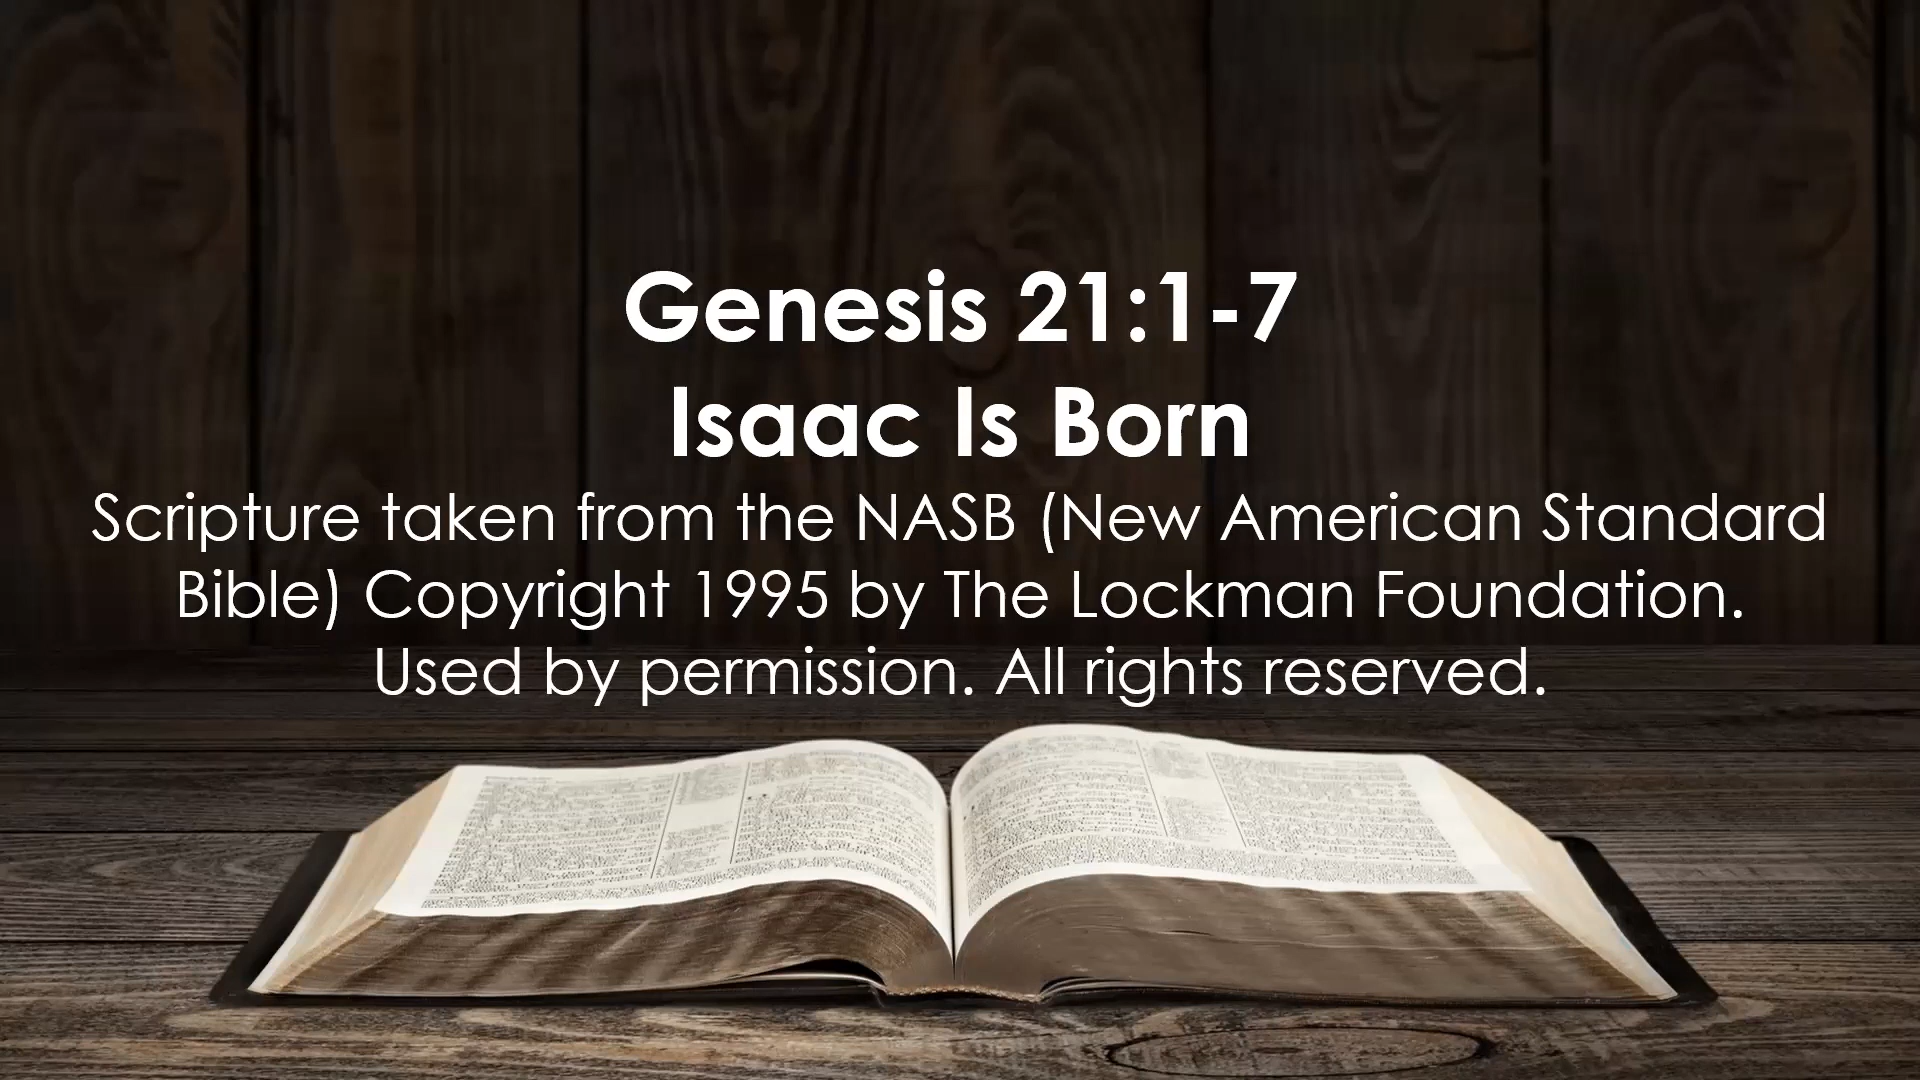 Genesis 21:1-7
Isaac Is Born
Scripture taken from the NASB (New American Standard
Bible) Copyright 1995 by The Lockman Foundation.
Used by permission. All rights reserved.